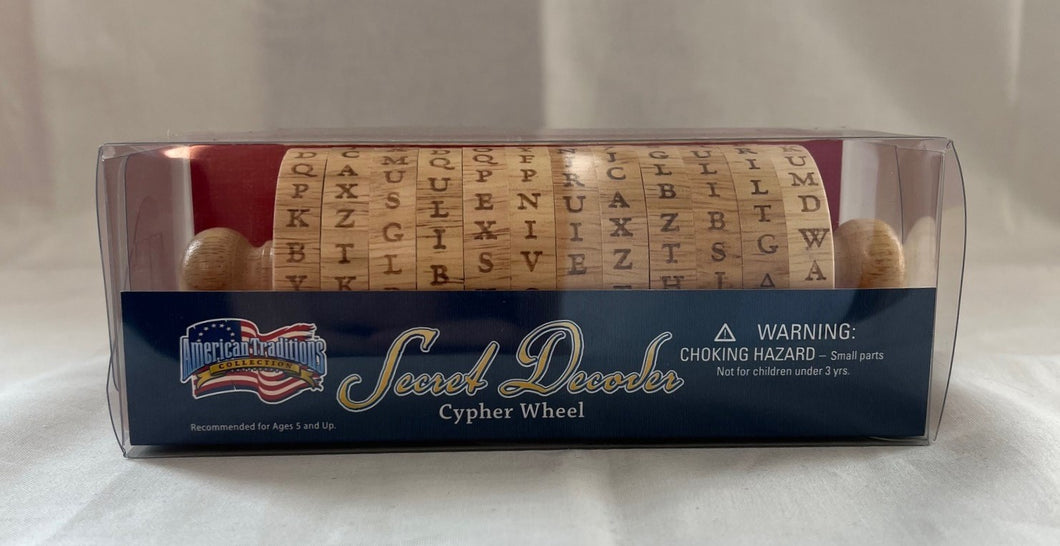 Q A U U P P R C L I I M
P X S L E N U A B B L D
K Z G I X I I X Z S T W
B T L B S V E Z T L G A
American Traditions
COLLECTION
Secret Decoder
Cypher Wheel
Recommended for Ages 5 and Up.
WARNING:
CHOKING HAZARD – Small parts
Not for children under 3 yrs.